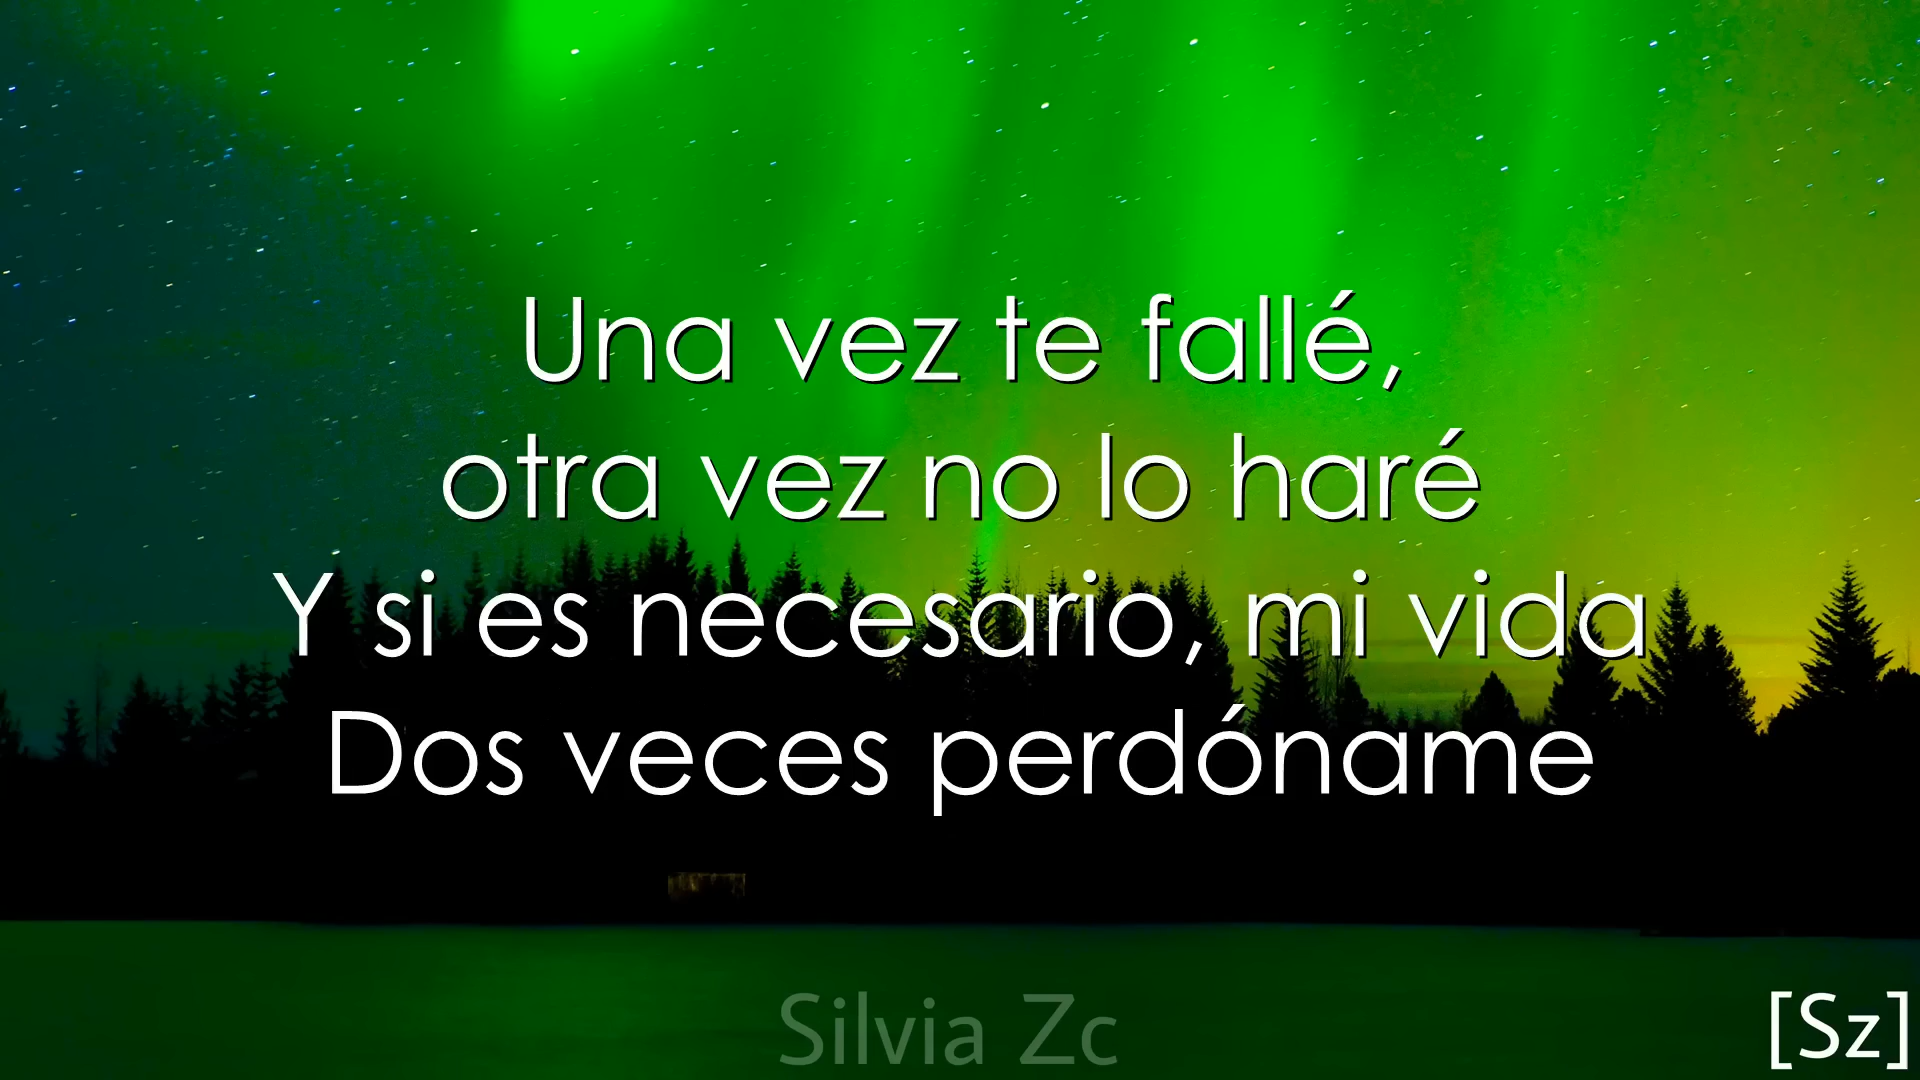 Una vez te fallé,
otra vez no lo haré
Y si es necesario, mi vida
Dos veces perdóname
Silvia Zc
[Sz]